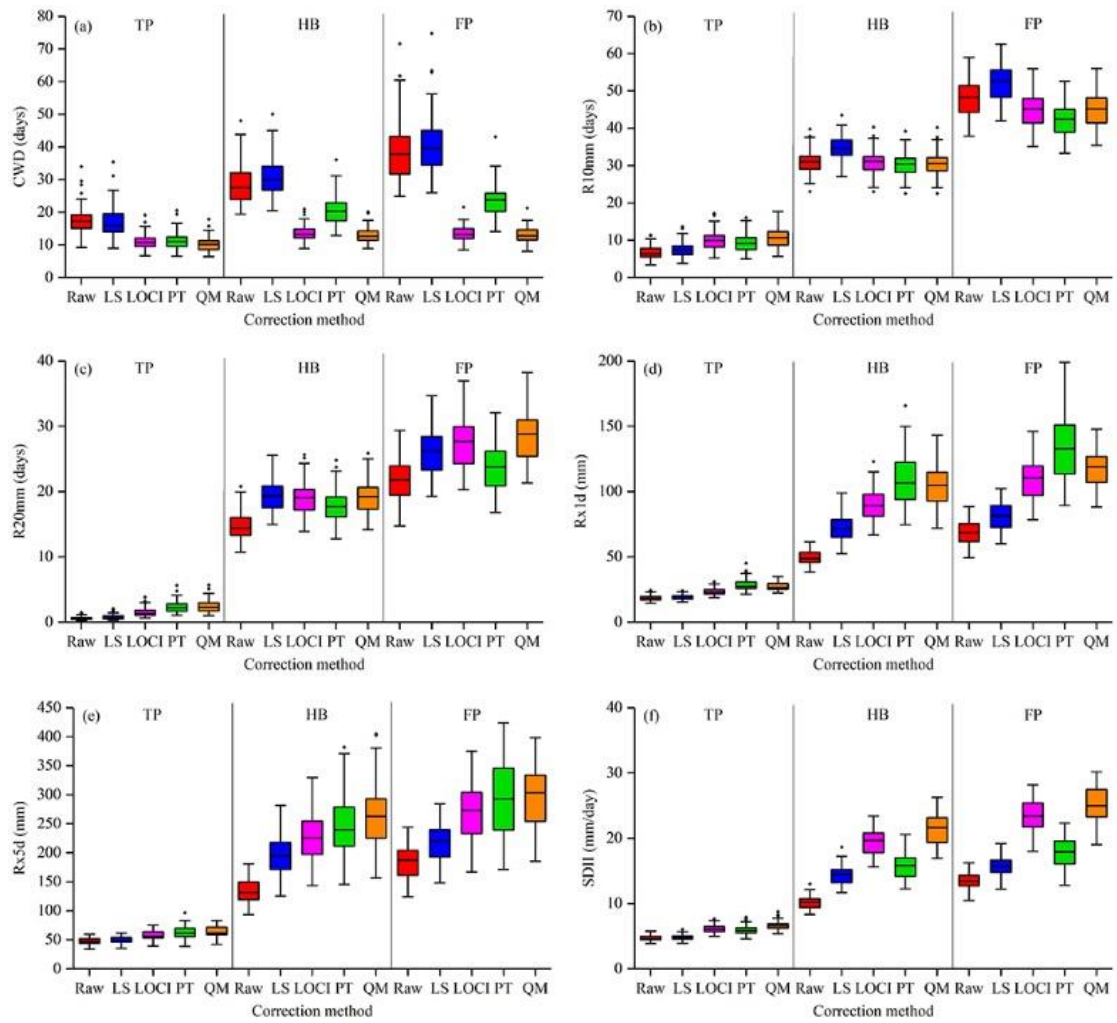 (a) TP HB FP
80
70
60
50
40
30
20
10
0
CWD (days)
Raw LS LOCI PT QM Raw LS LOCI PT QM Raw LS LOCI PT QM
Correction method
(b) TP HB FP
70
60
50
40
30
20
10
0
R10mm (days)
Raw LS LOCI PT QM Raw LS LOCI PT QM Raw LS LOCI PT QM
Correction method
(c) TP HB FP
40
30
20
10
0
R20mm (days)
Raw LS LOCI PT QM Raw LS LOCI PT QM Raw LS LOCI PT QM
Correction method
(d) TP HB FP
200
150
100
50
0
Rx1d (mm)
Raw LS LOCI PT QM Raw LS LOCI PT QM Raw LS LOCI PT QM
Correction method
(e) TP HB FP
450
400
350
300
250
200
150
100
50
0
Rx5d (mm)
Raw LS LOCI PT QM Raw LS LOCI PT QM Raw LS LOCI PT QM
Correction method
(f) TP HB FP
40
30
20
10
0
SDII (mm/day)
Raw LS LOCI PT QM Raw LS LOCI PT QM Raw LS LOCI PT QM
Correction method